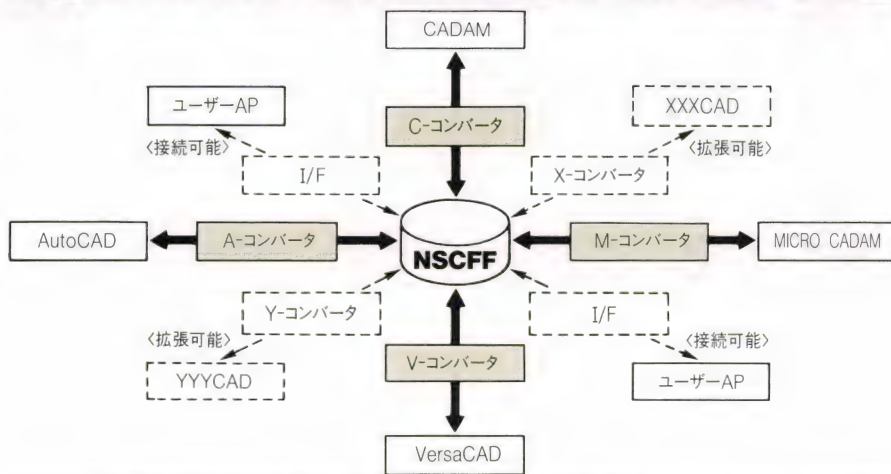 CADAM
ユーザーAP
XXXCAD
〈接続可能〉
C-コンバータ
〈拡張可能〉
I/F
X-コンバータ
AutoCAD
A-コンバータ
NSCFF
M-コンバータ
MICRO CADAM
Y-コンバータ
I/F
〈拡張可能〉
〈接続可能〉
V-コンバータ
YYYCAD
ユーザーAP
VersaCAD